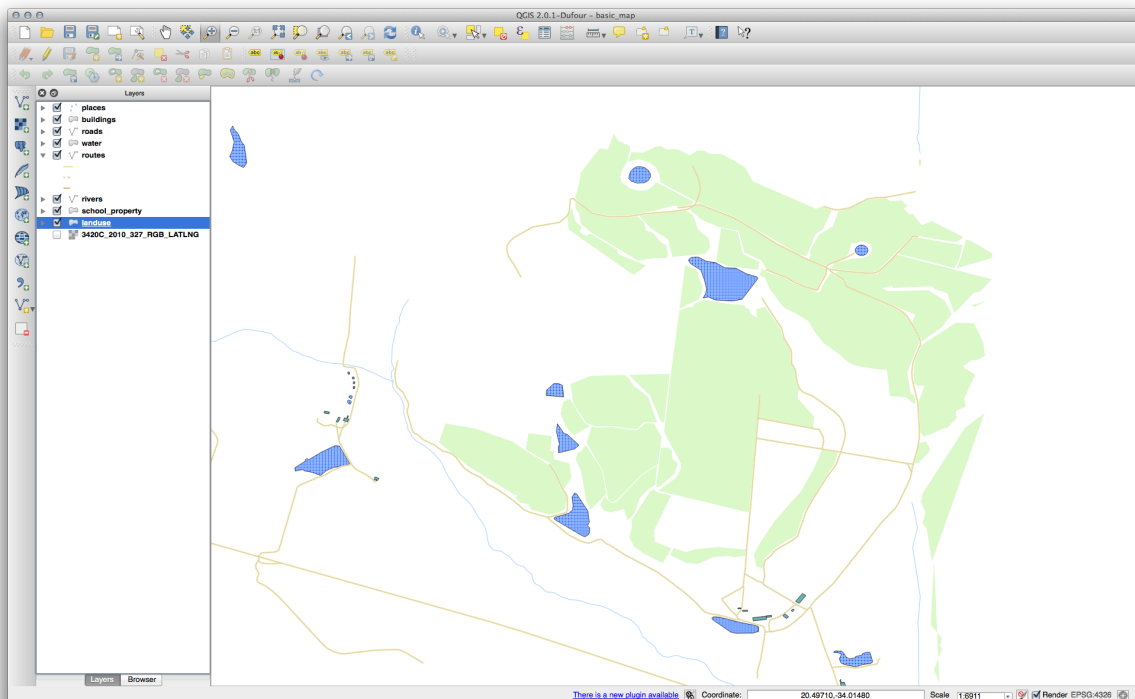 QGIS 2.0.1-Dufour - basic_map
Layers
places
buildings
roads
water
routes
rivers
school_property
landuse
3420C_2010_327_RGB_LATLNG
Layers Browser
There is a new plugin available Coordinate: 20.49710,-34.01480 Scale 1:6911 Render EPSG:4326